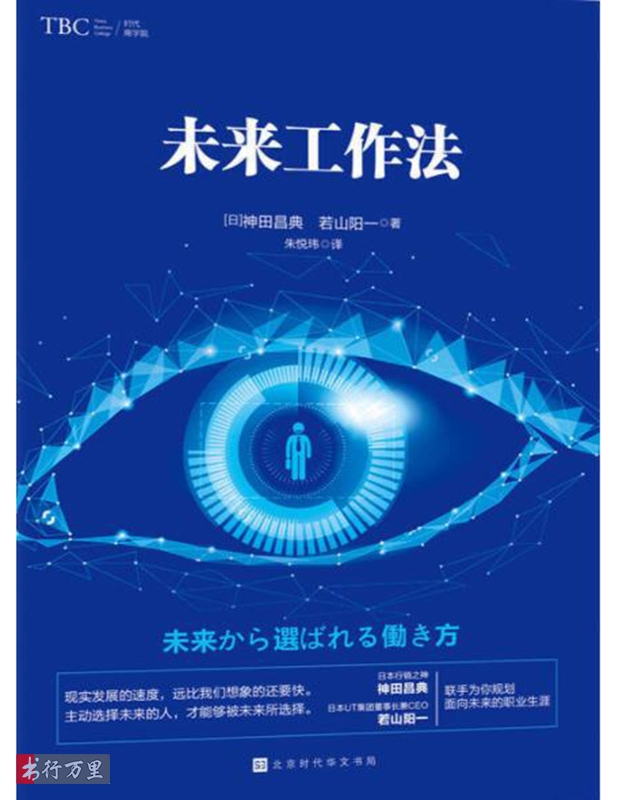 TBC
Times
Business
College
时代
商学院
未来工作法
[日]神田昌典 若山阳一◎著
朱悦玮◎译
未来から選ばれる働き方
现实发展的速度，远比我们想象的还要快。
主动选择未来的人，才能够被未来所选择。
日本行销之神
神田昌典
日本UT集团董事长兼CEO
若山阳一
联手为你规划
面向未来的职业生涯
北京时代华文书局
书行万里